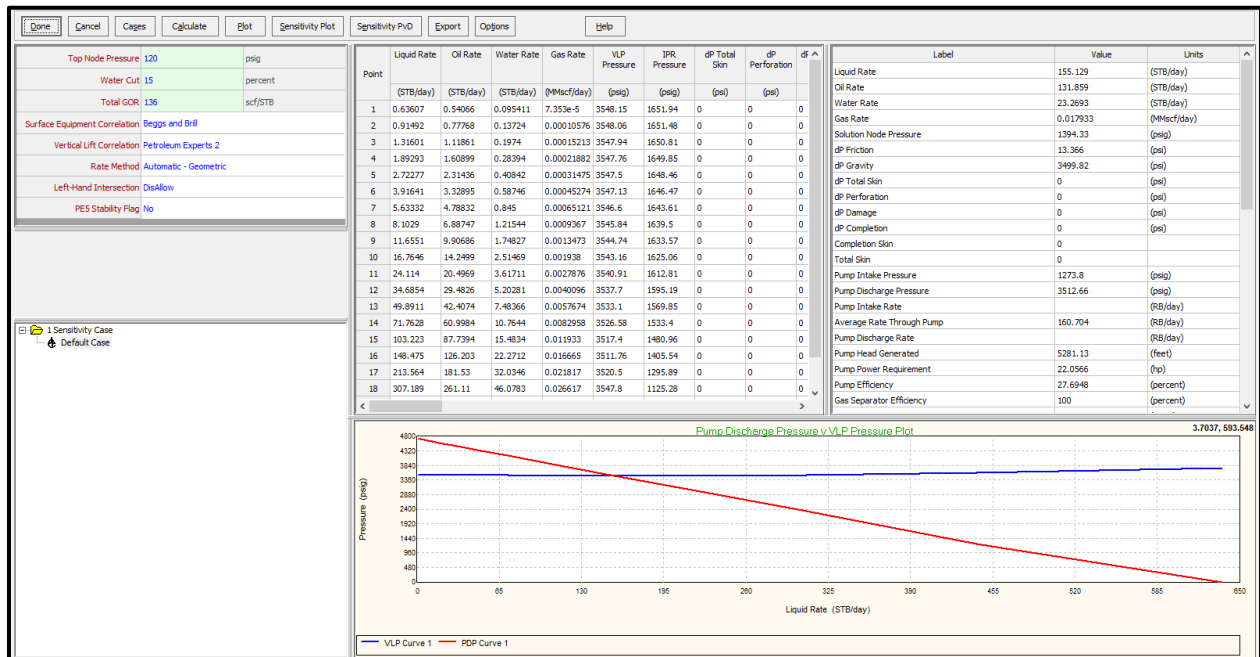 Done Cancel Cases Calculate Plot Sensitivity Plot Sensitivity PvD Export Options Help
Top Node Pressure 120 psig
Water Cut 15 percent
Total GOR 136 scf/STB
Surface Equipment Correlation Beggs and Brill
Vertical Lift Correlation Petroleum Experts 2
Rate Method Automatic - Geometric
Left-Hand Intersection DisAllow
PE5 Stability Flag No
1 Sensitivity Case
Default Case
Point Liquid Rate Oil Rate Water Rate Gas Rate VLP Pressure IPR Pressure dP Total Skin dP Perforation
(STB/day) (STB/day) (STB/day) (MMscf/day) (psig) (psig) (psi) (psi)
1 0.63607 0.54066 0.095411 7.353e-5 3548.15 1651.94 0 0 0
2 0.91492 0.77768 0.13724 0.00010576 3548.06 1651.48 0 0 0
3 1.31601 1.11861 0.1974 0.00015213 3547.94 1650.81 0 0 0
4 1.89293 1.60899 0.28394 0.00021882 3547.76 1649.85 0 0 0
5 2.72277 2.31436 0.40842 0.00031475 3547.5 1648.46 0 0 0
6 3.91641 3.32895 0.58746 0.00045274 3547.13 1646.47 0 0 0
7 5.63332 4.78832 0.845 0.00065121 3546.6 1643.61 0 0 0
8 8.1029 6.88747 1.21544 0.0009367 3545.84 1639.5 0 0 0
9 11.6551 9.90686 1.74827 0.0013473 3544.74 1633.57 0 0 0
10 16.7646 14.2499 2.51469 0.001938 3543.16 1625.06 0 0 0
11 24.114 20.4969 3.61711 0.0027876 3540.91 1612.81 0 0 0
12 34.6854 29.4826 5.20281 0.0040096 3537.7 1595.19 0 0 0
13 49.8911 42.4074 7.48366 0.0057674 3533.1 1569.85 0 0 0
14 71.7628 60.9984 10.7644 0.0082958 3526.58 1533.4 0 0 0
15 103.223 87.7394 15.4834 0.011933 3517.4 1480.96 0 0 0
16 148.475 126.203 22.2712 0.016665 3511.76 1405.54 0 0 0
17 213.564 181.53 32.0346 0.021817 3520.5 1295.89 0 0 0
18 307.189 261.11 46.0783 0.026617 3547.8 1125.28 0 0 0
Label Value Units
Liquid Rate 155.129 (STB/day)
Oil Rate 131.859 (STB/day)
Water Rate 23.2693 (STB/day)
Gas Rate 0.017933 (MMscf/day)
Solution Node Pressure 1394.33 (psig)
dP Friction 13.366 (psi)
dP Gravity 3499.82 (psi)
dP Total Skin 0 (psi)
dP Perforation 0 (psi)
dP Damage 0 (psi)
dP Completion 0 (psi)
Completion Skin 0
Total Skin 0
Pump Intake Pressure 1273.8 (psig)
Pump Discharge Pressure 3512.66 (psig)
Pump Intake Rate (RB/day)
Average Rate Through Pump 160.704 (RB/day)
Pump Discharge Rate (RB/day)
Pump Head Generated 5281.13 (feet)
Pump Power Requirement 22.0566 (hp)
Pump Efficiency 27.6948 (percent)
Gas Separator Efficiency 100 (percent)
Pump Discharge Pressure v VLP Pressure Plot
3.7037, 593.548
Pressure (psig)
4800
4320
3840
3360
2880
2400
1920
1440
960
480
0
0 65 130 195 260 325 390 455 520 585 650
Liquid Rate (STB/day)
VLP Curve 1 PDP Curve 1